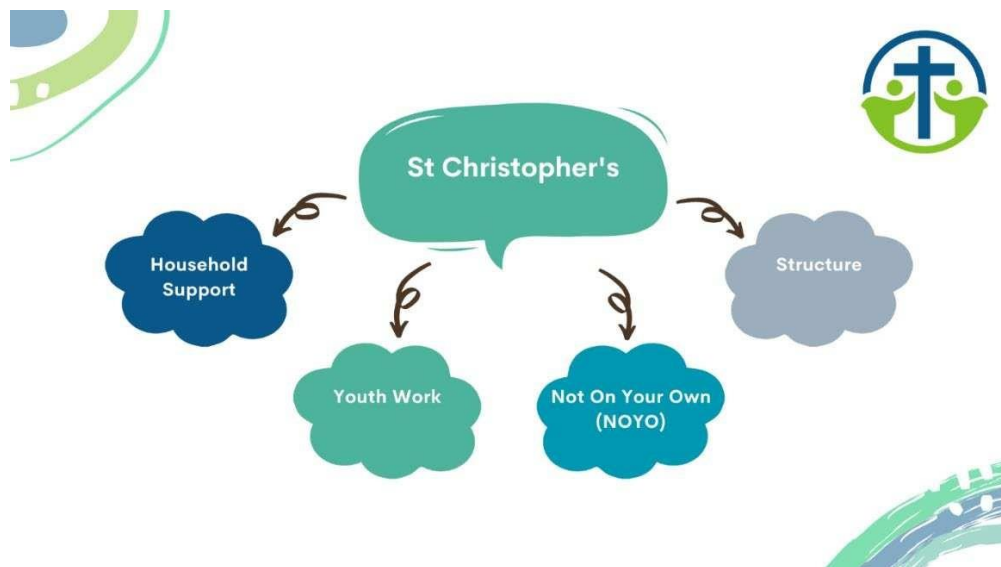 St Christopher's
Household
Support
Structure
Youth Work
Not On Your Own
(NOYO)